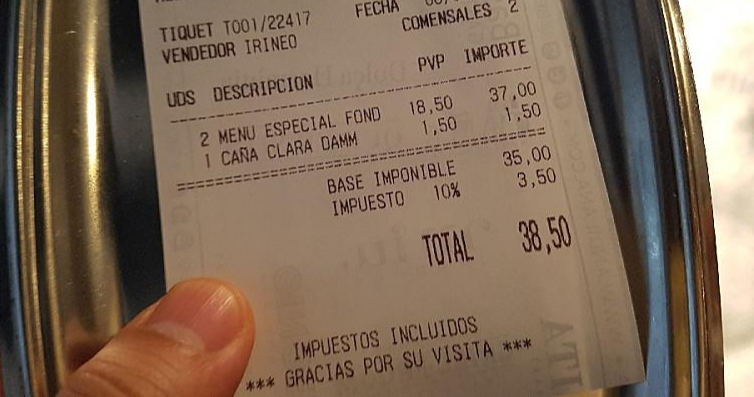 FECHA
TIQUET T001/22417
COMENSALES 2
VENDEDOR IRINEO
UDS DESCRIPCION PVP IMPORTE
2 MENU ESPECIAL FOND 18,50 37,00
1 CAÑA CLARA DAMM 1,50 1,50
BASE IMPONIBLE 35,00
IMPUESTO 10% 3,50
TOTAL 38,50
IMPUESTOS INCLUIDOS
*** GRACIAS POR SU VISITA ***